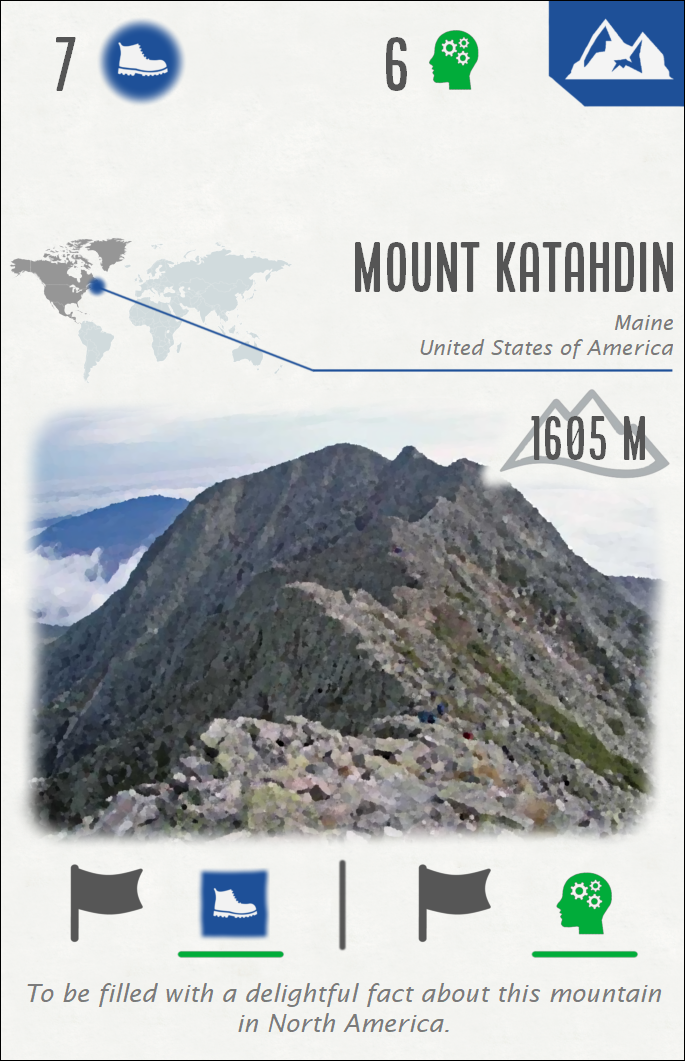 7
6
MOUNT KATAHDIN
Maine
United States of America
1605 M
To be filled with a delightful fact about this mountain
in North America.